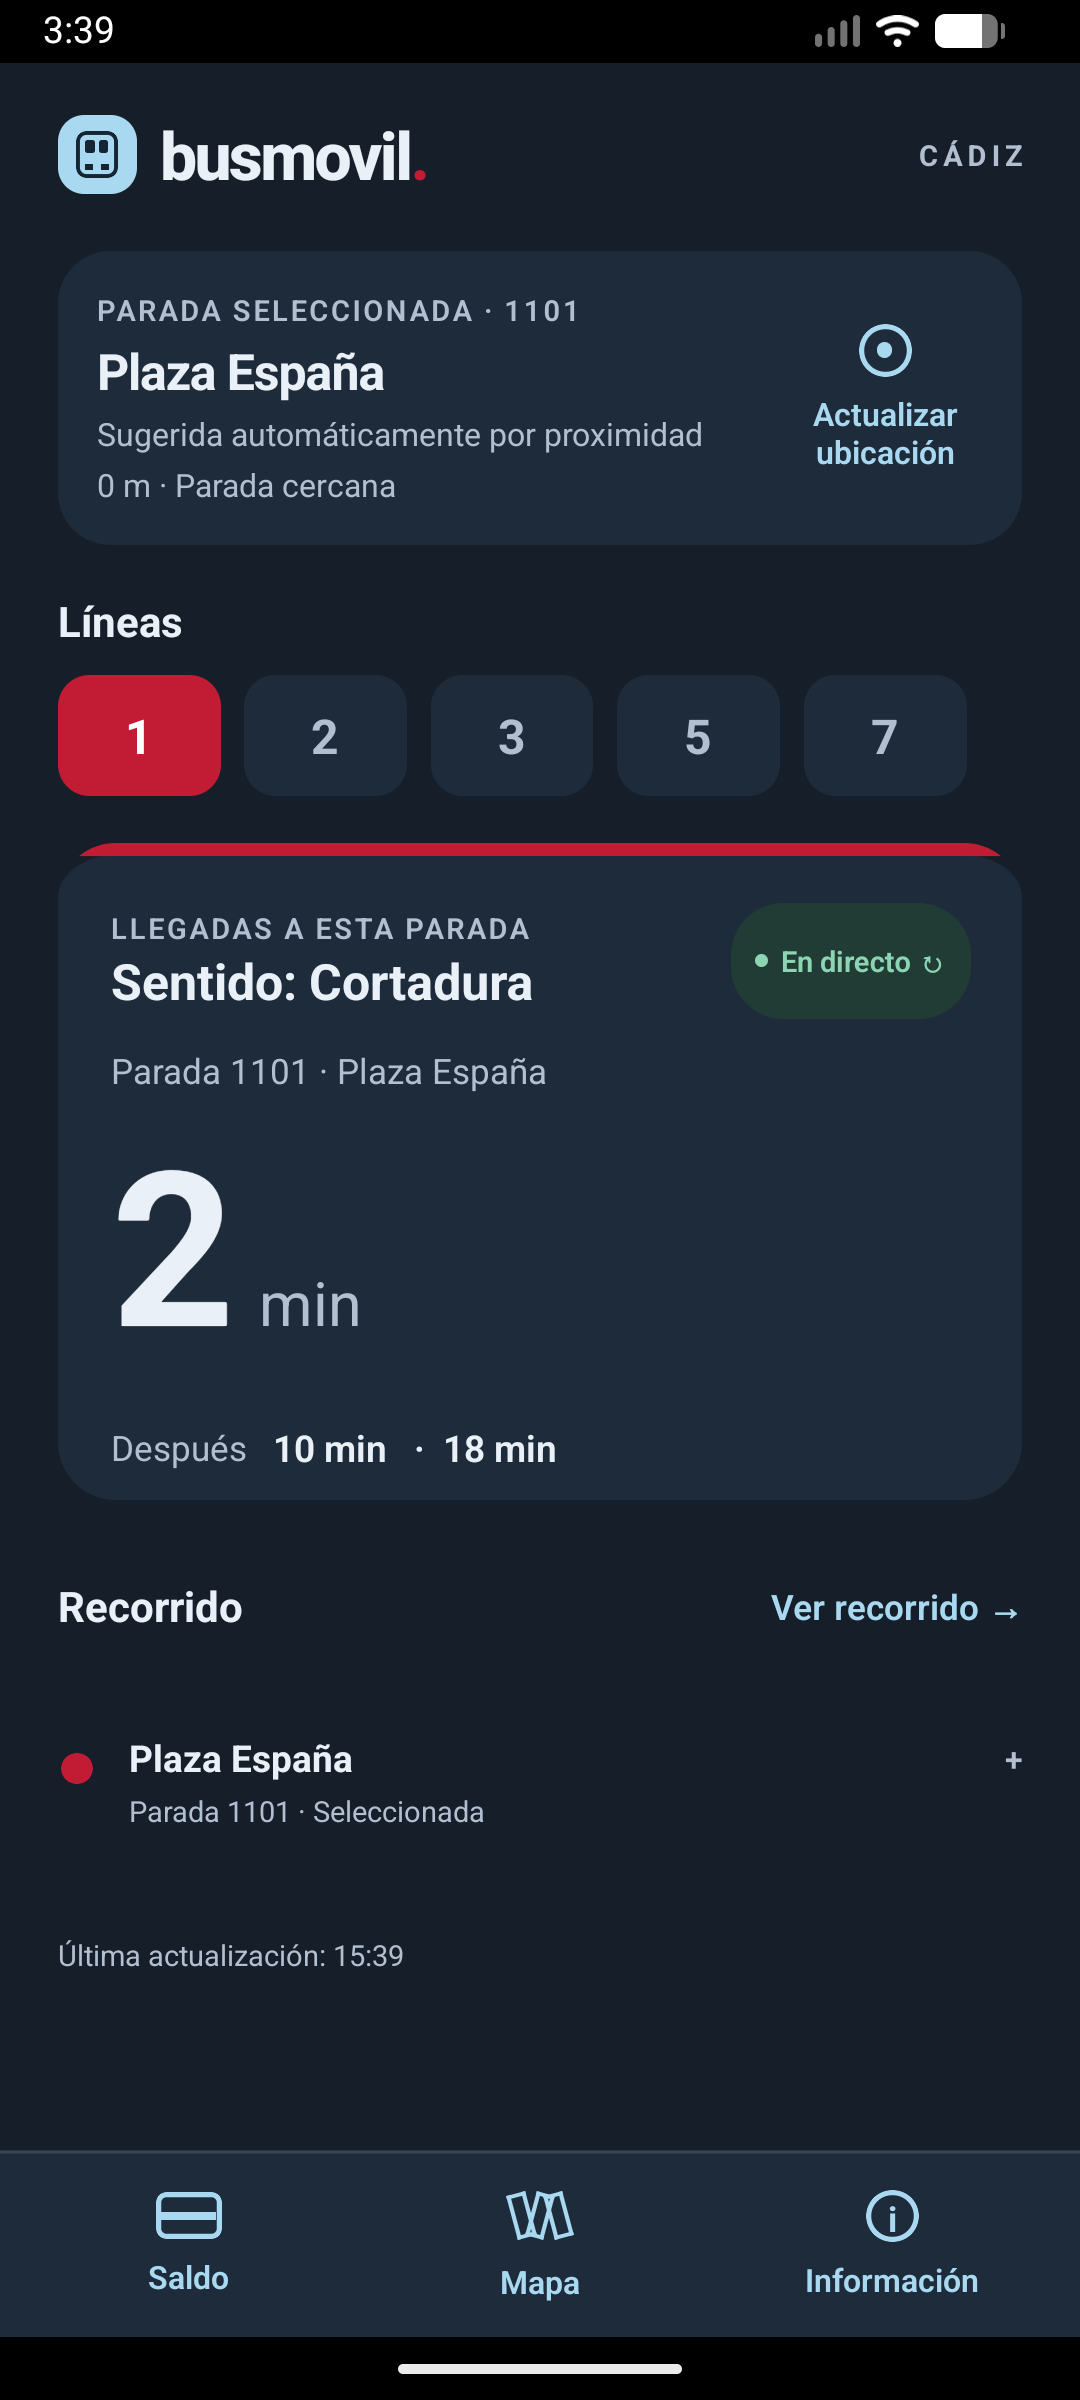 3:39
busmovil.
CÁDIZ
PARADA SELECCIONADA · 1101
Plaza España
Sugerida automáticamente por proximidad
0 m · Parada cercana
Actualizar
ubicación
Líneas
1
2
3
5
7
LLEGADAS A ESTA PARADA
Sentido: Cortadura
En directo ↻
Parada 1101 · Plaza España
2 min
Después 10 min · 18 min
Recorrido
Ver recorrido →
Plaza España
+
Parada 1101 · Seleccionada
Última actualización: 15:39
Saldo
Mapa
Información